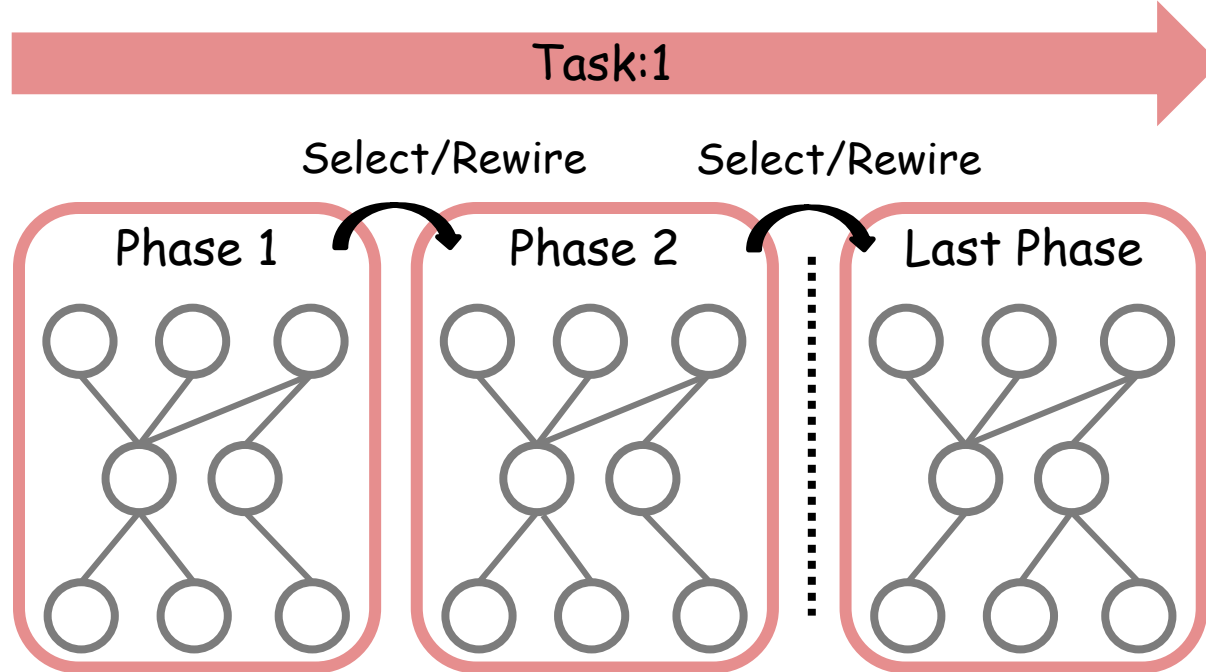 Task:1
Select/Rewire
Select/Rewire
Phase 1
Phase 2
Last Phase